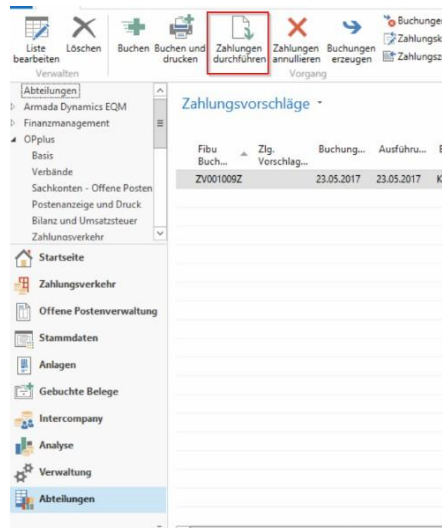 Liste bearbeiten
Löschen
Buchen
Buchen und drucken
Zahlungen durchführen
Zahlungen annullieren
Buchungen erzeugen
Verwalten
Vorgang
Abteilungen
Armada Dynamics EQM
Finanzmanagement
OPplus
Basis
Verbände
Sachkonten - Offene Posten
Postenanzeige und Druck
Bilanz und Umsatzsteuer
Zahlungsverkehr
Startseite
Zahlungsverkehr
Offene Postenverwaltung
Stammdaten
Anlagen
Gebuchte Belege
Intercompany
Analyse
Verwaltung
Abteilungen
Zahlungsvorschläge
Fibu Buch...
Zlg. Vorschlag...
Buchung...
Ausführu...
ZV001009Z
23.05.2017
23.05.2017